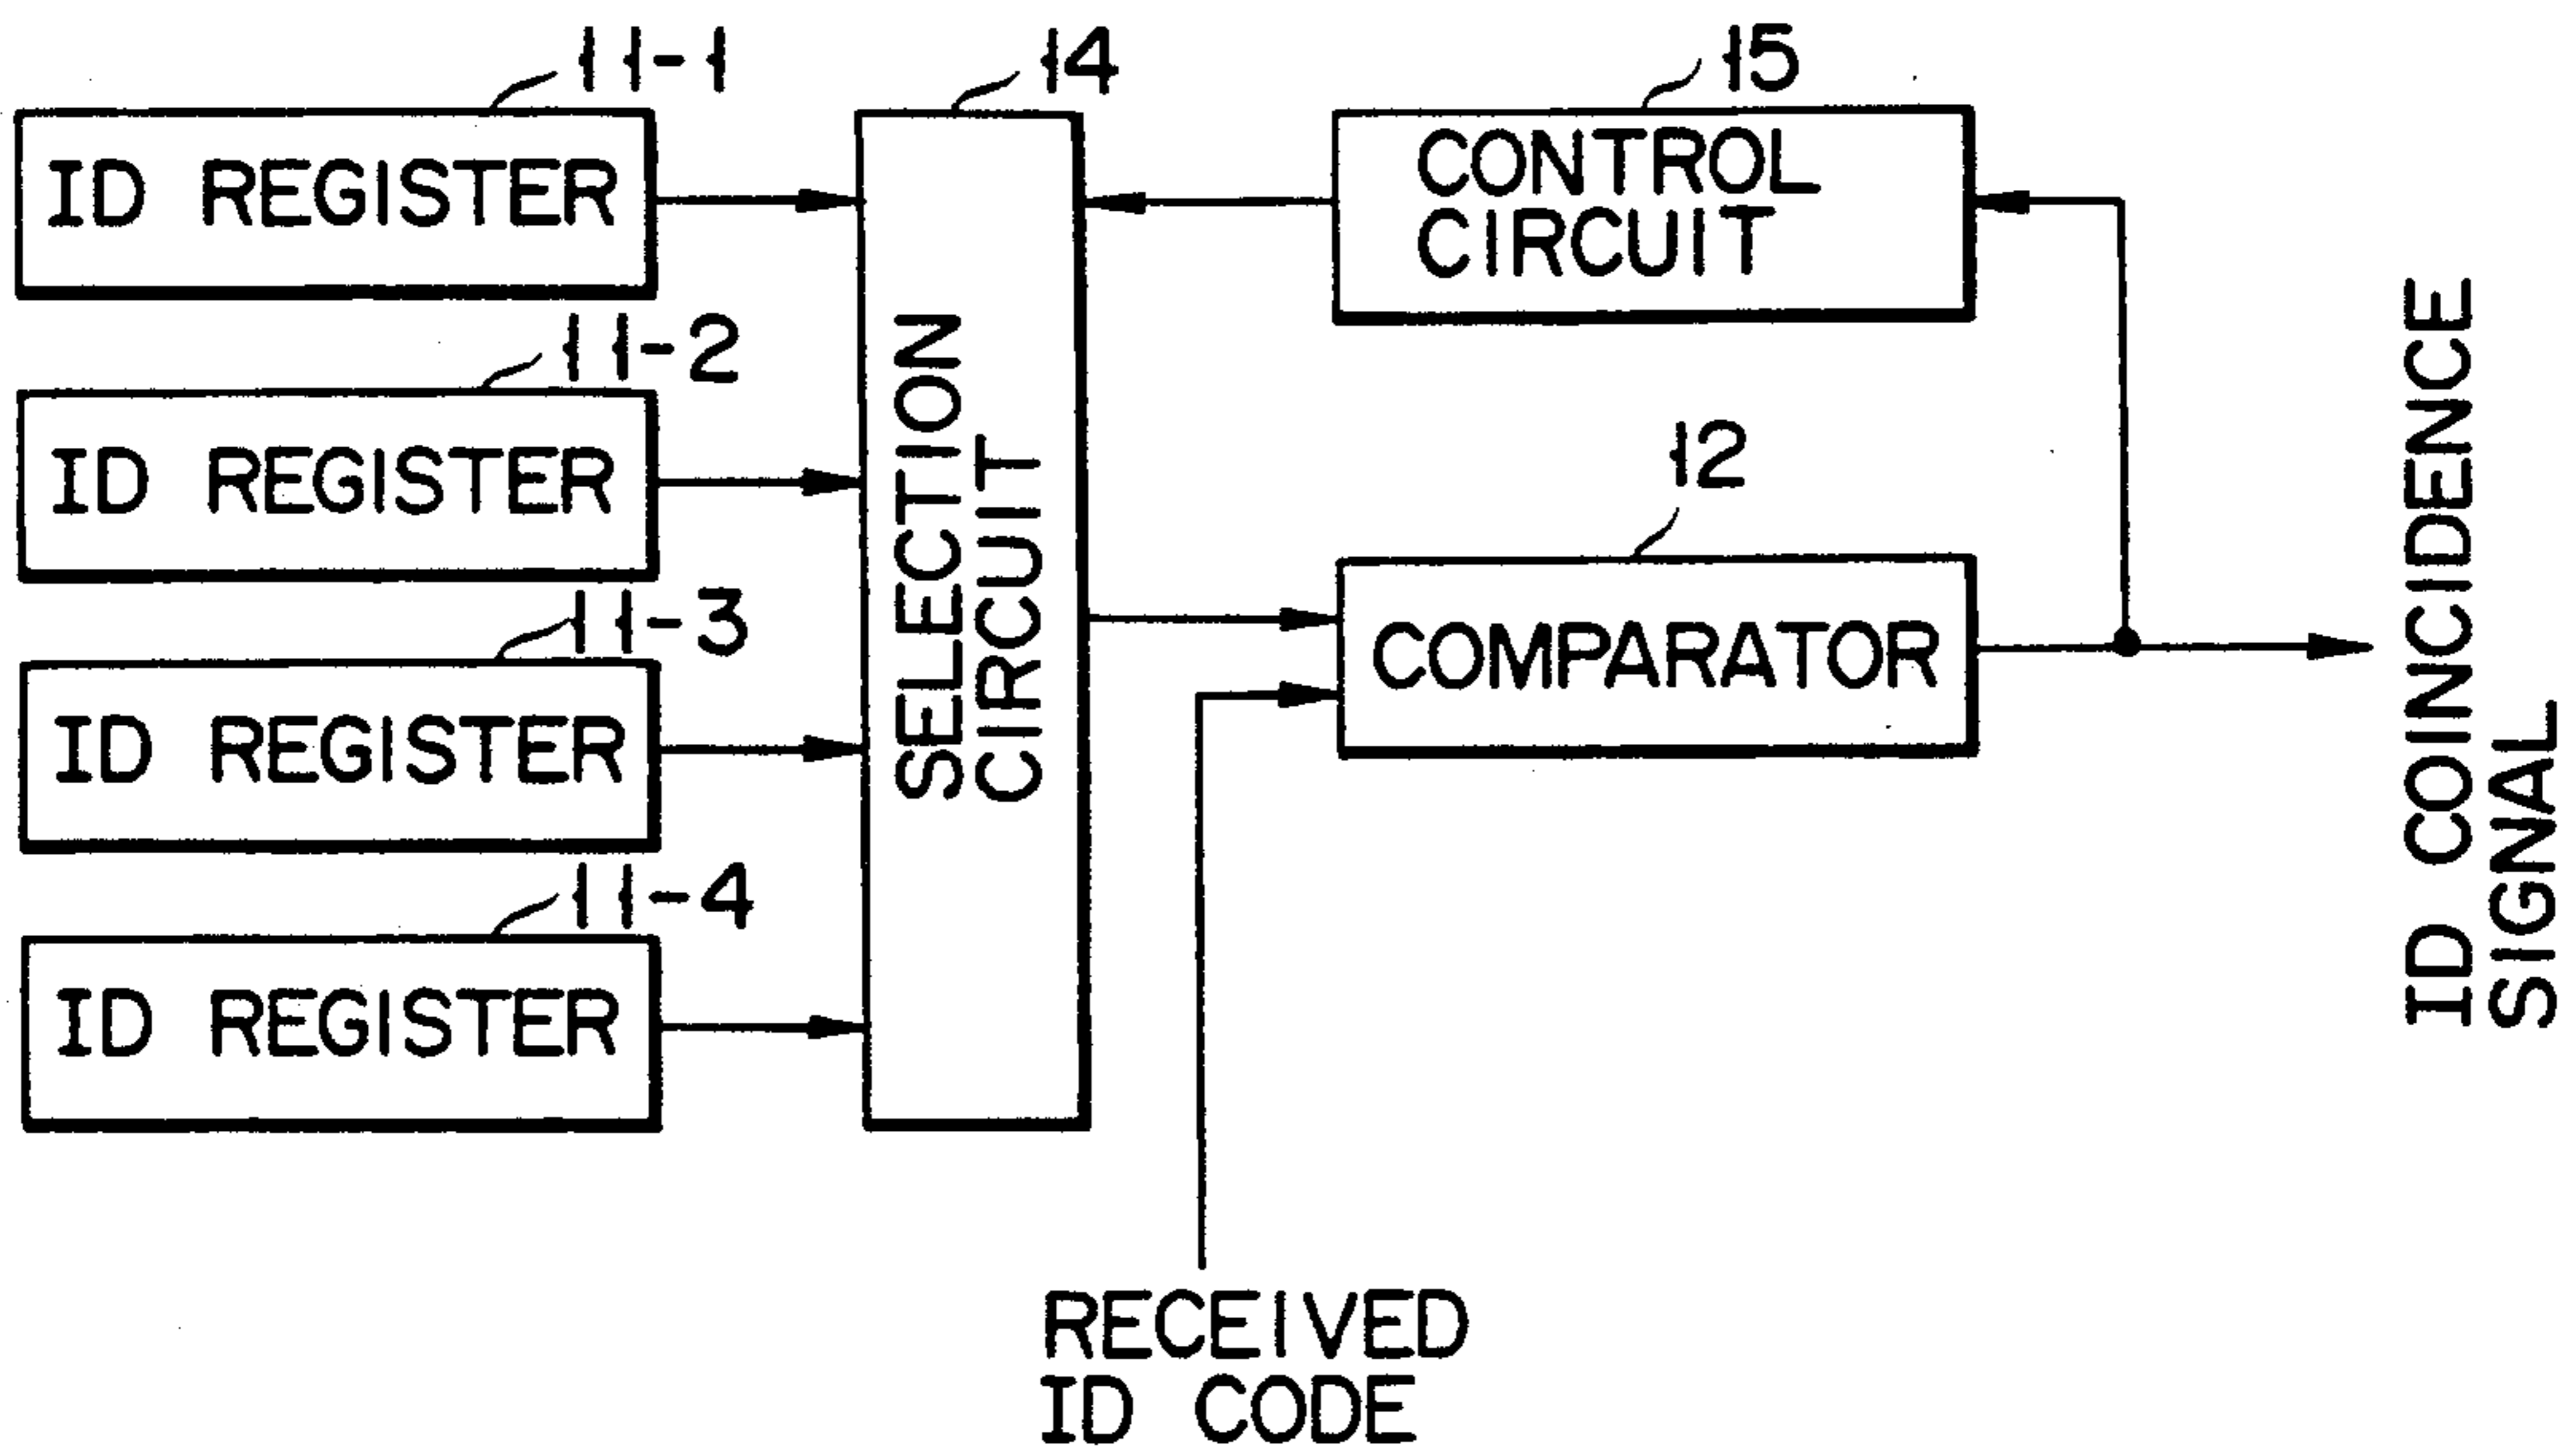 11-1
ID REGISTER
11-2
ID REGISTER
11-3
ID REGISTER
11-4
ID REGISTER
14
SELECTION
CIRCUIT
15
CONTROL
CIRCUIT
12
COMPARATOR
RECEIVED
ID CODE
ID COINCIDENCE
SIGNAL